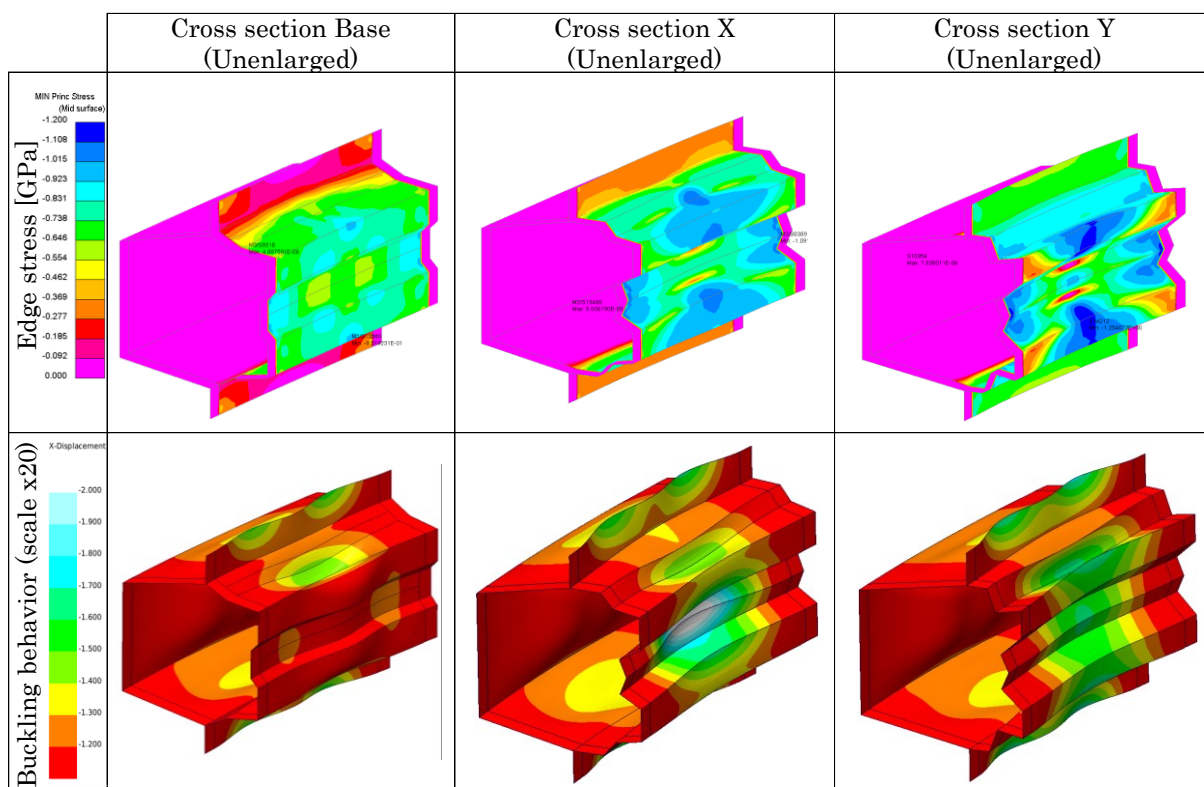 Cross section Base
(Unenlarged)
Cross section X
(Unenlarged)
Cross section Y
(Unenlarged)
Edge stress [GPa]
MIN Princ Stress
(Mid surface)
-1.200
-1.108
-1.015
-0.923
-0.831
-0.738
-0.646
-0.554
-0.462
-0.369
-0.277
-0.185
-0.092
0.000
Buckling behavior (scale x20)
X-Displacement
-2.000
-1.900
-1.800
-1.700
-1.600
-1.500
-1.400
-1.300
-1.200